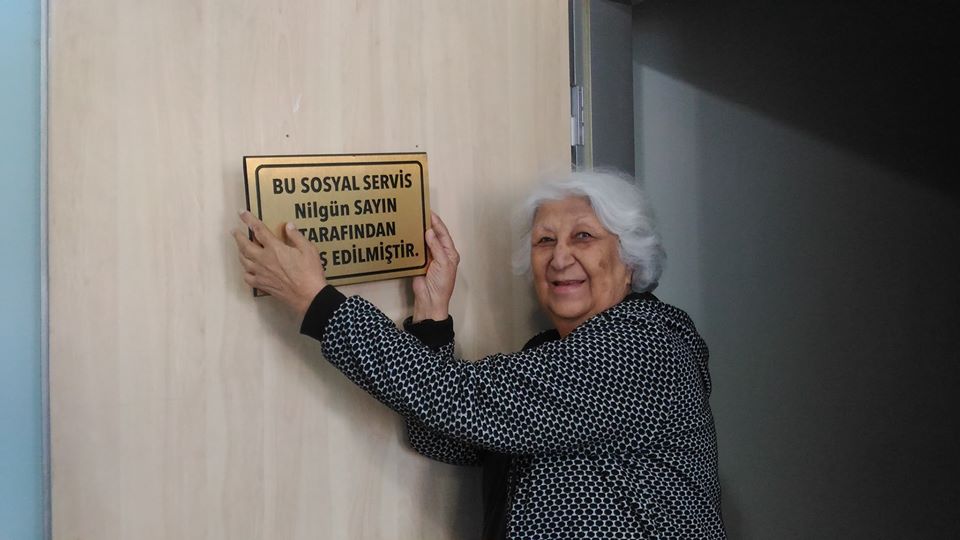 BU SOSYAL SERVİS
Nilgün SAYIN
TARAFINDAN
EDİLMİŞTİR.